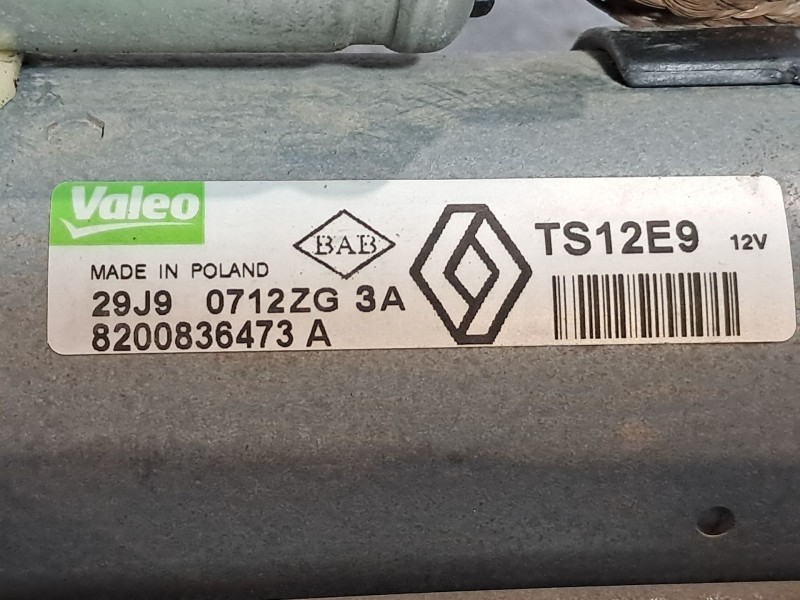 Valeo
BAB
TS12E9 12V
MADE IN POLAND
29J9 0712ZG 3A
8200836473 A